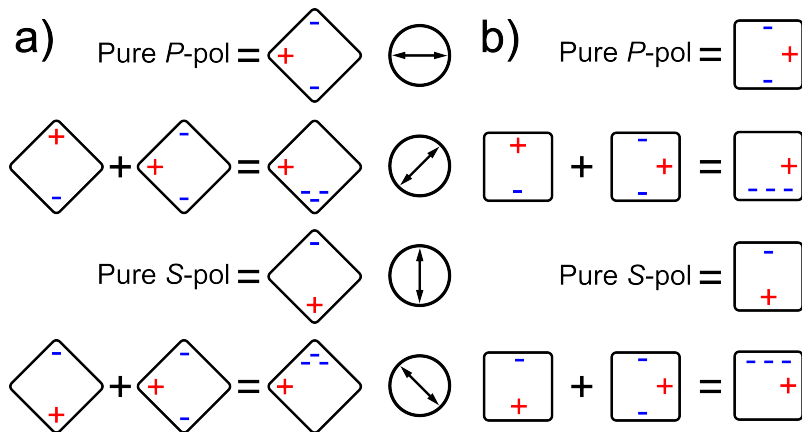 a) Pure P-pol = b) Pure P-pol =
+ = + =
Pure S-pol = Pure S-pol =
+ = + =